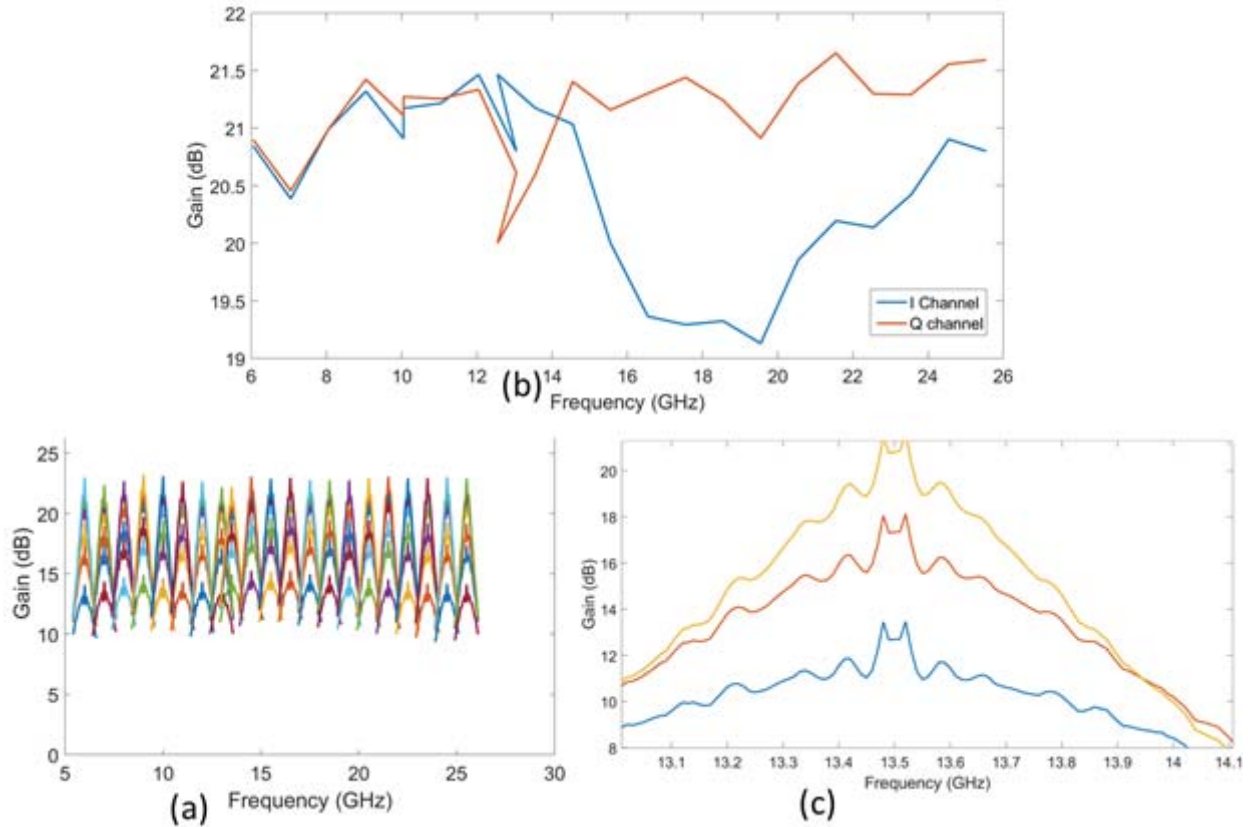 22
21.5
21
20.5
20
19.5
19
Gain (dB)
I Channel
Q channel
6 8 10 12 14 16 18 20 22 24 26
(b)
Frequency (GHz)
25
20
15
10
5
0
Gain (dB)
5 10 15 20 25 30
Frequency (GHz)
(a)
20
18
16
14
12
10
8
Gain (dB)
13.1 13.2 13.3 13.4 13.5 13.6 13.7 13.8 13.9 14 14.1
Frequency (GHz)
(c)